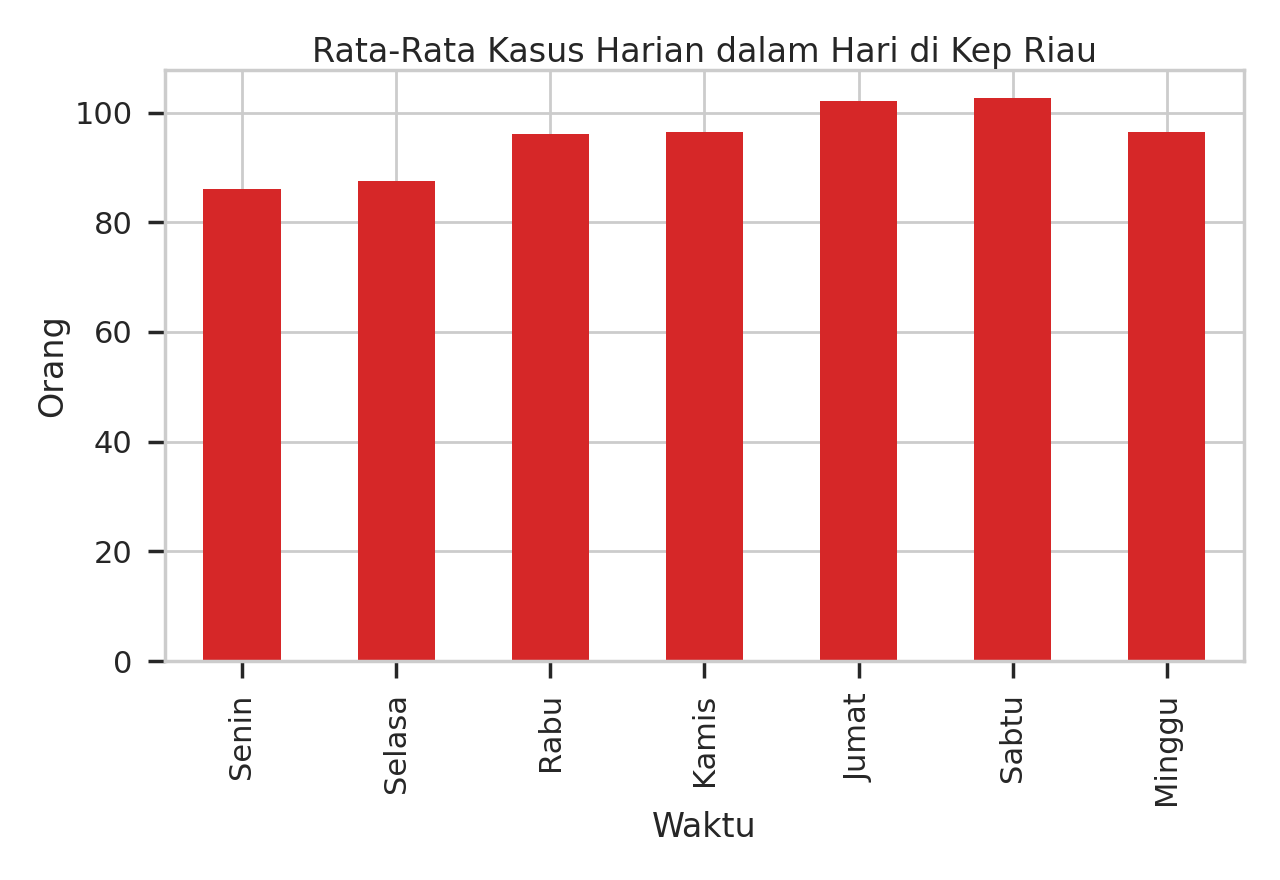 Rata-Rata Kasus Harian dalam Hari di Kep Riau
100
80
60
40
20
0
Orang
Senin
Selasa
Rabu
Kamis
Jumat
Sabtu
Minggu
Waktu